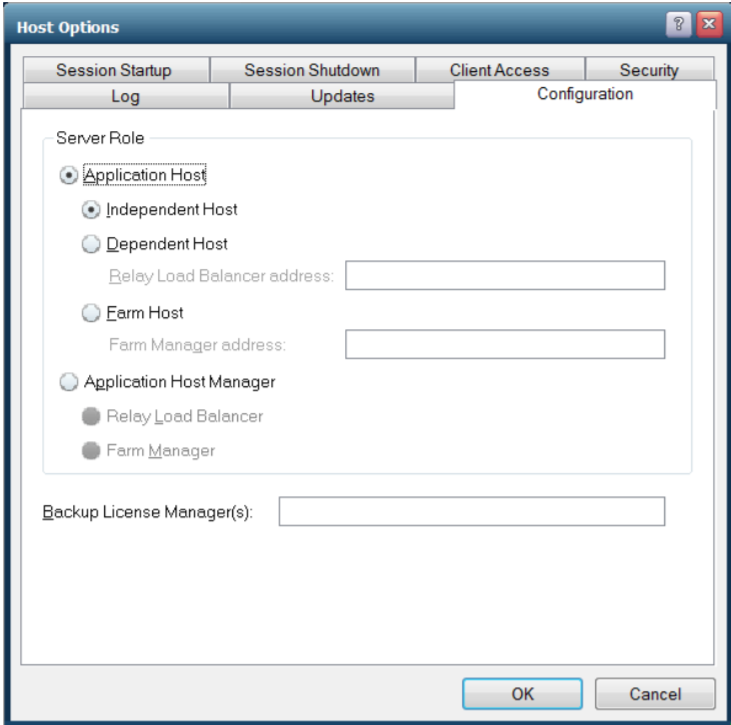 Host Options
Session Startup Session Shutdown Client Access Security
Log Updates Configuration
Server Role
Application Host
Independent Host
Dependent Host
Relay Load Balancer address:
Farm Host
Farm Manager address:
Application Host Manager
Relay Load Balancer
Farm Manager
Backup License Manager(s):
OK Cancel